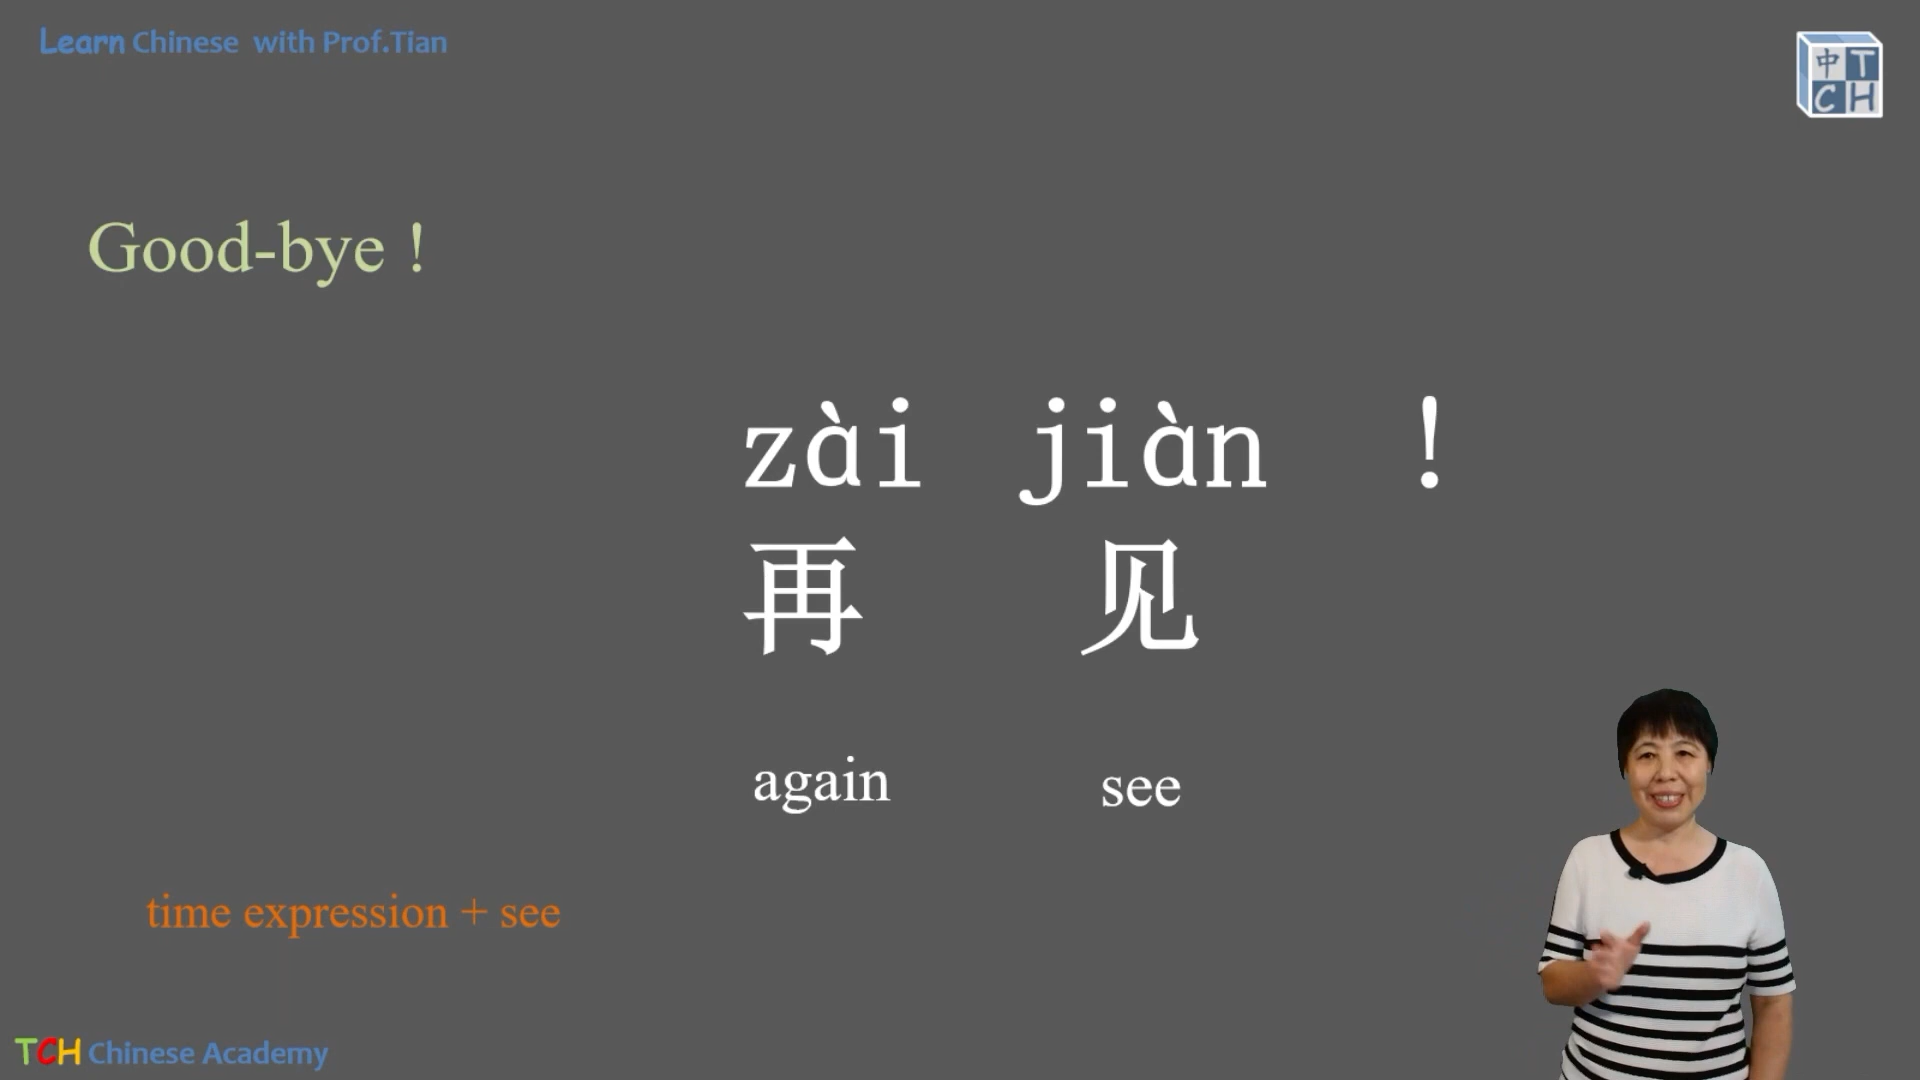 Learn Chinese with Prof.Tian
中T
CH
Good-bye !
zài jiàn !
再 见
again see
time expression + see
TCH Chinese Academy